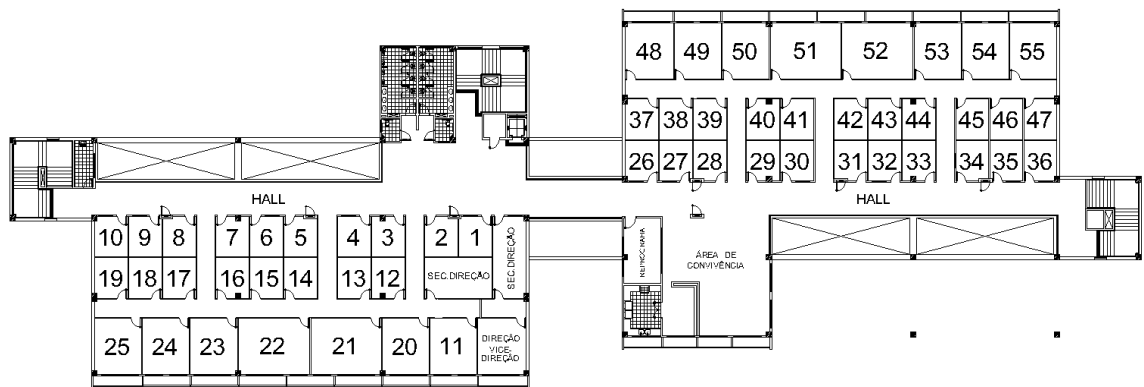 48 49 50 51 52 53 54 55
37 38 39 40 41 42 43 44 45 46 47
26 27 28 29 30 31 32 33 34 35 36
HALL
HALL
10 9 8 7 6 5 4 3 2 1
19 18 17 16 15 14 13 12
SEC.DIREÇÃO
SEC.DIREÇÃO
25 24 23 22 21 20 11
DIREÇÃO
VICE-
DIREÇÃO
ÁREA DE
CONVIVÊNCIA